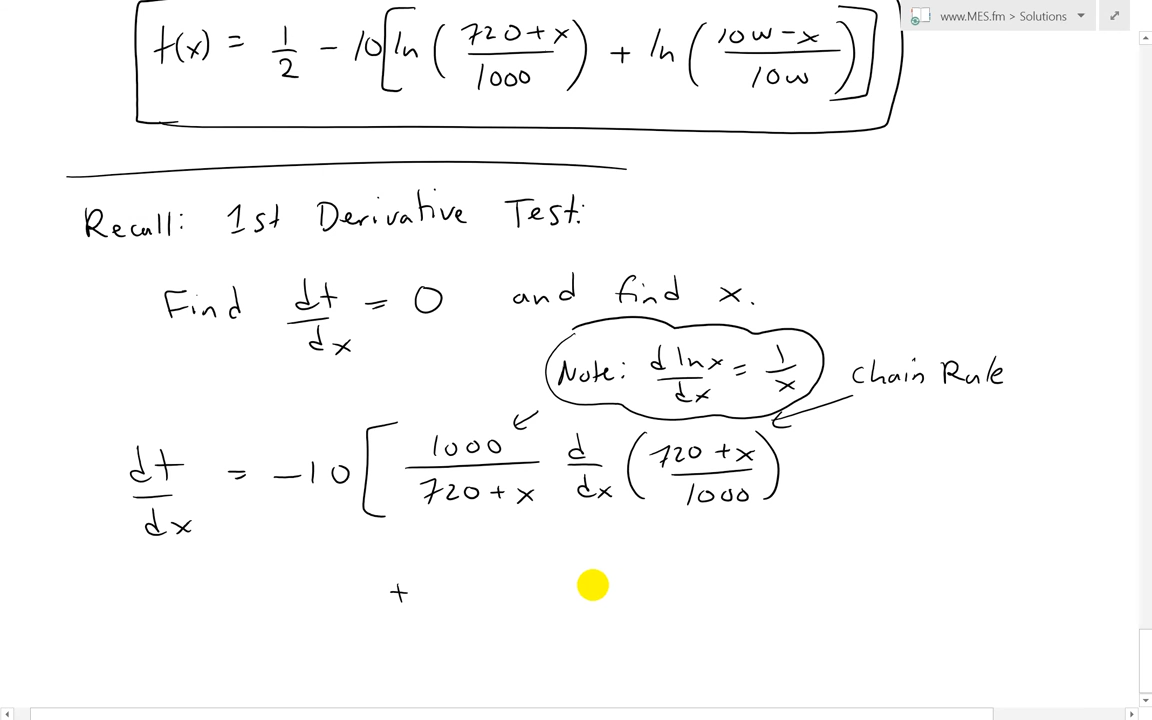 www.MES.fm > Solutions
t(x) = 1/2 - 10[ln(720+x/1000) + ln(10w-x/10w)]
Recall: 1st Derivative Test:
Find dt/dx = 0 and find x.
Note: d lnx/dx = 1/x
Chain Rule
dt/dx = -10[1000/720+x d/dx (720+x/1000)
+